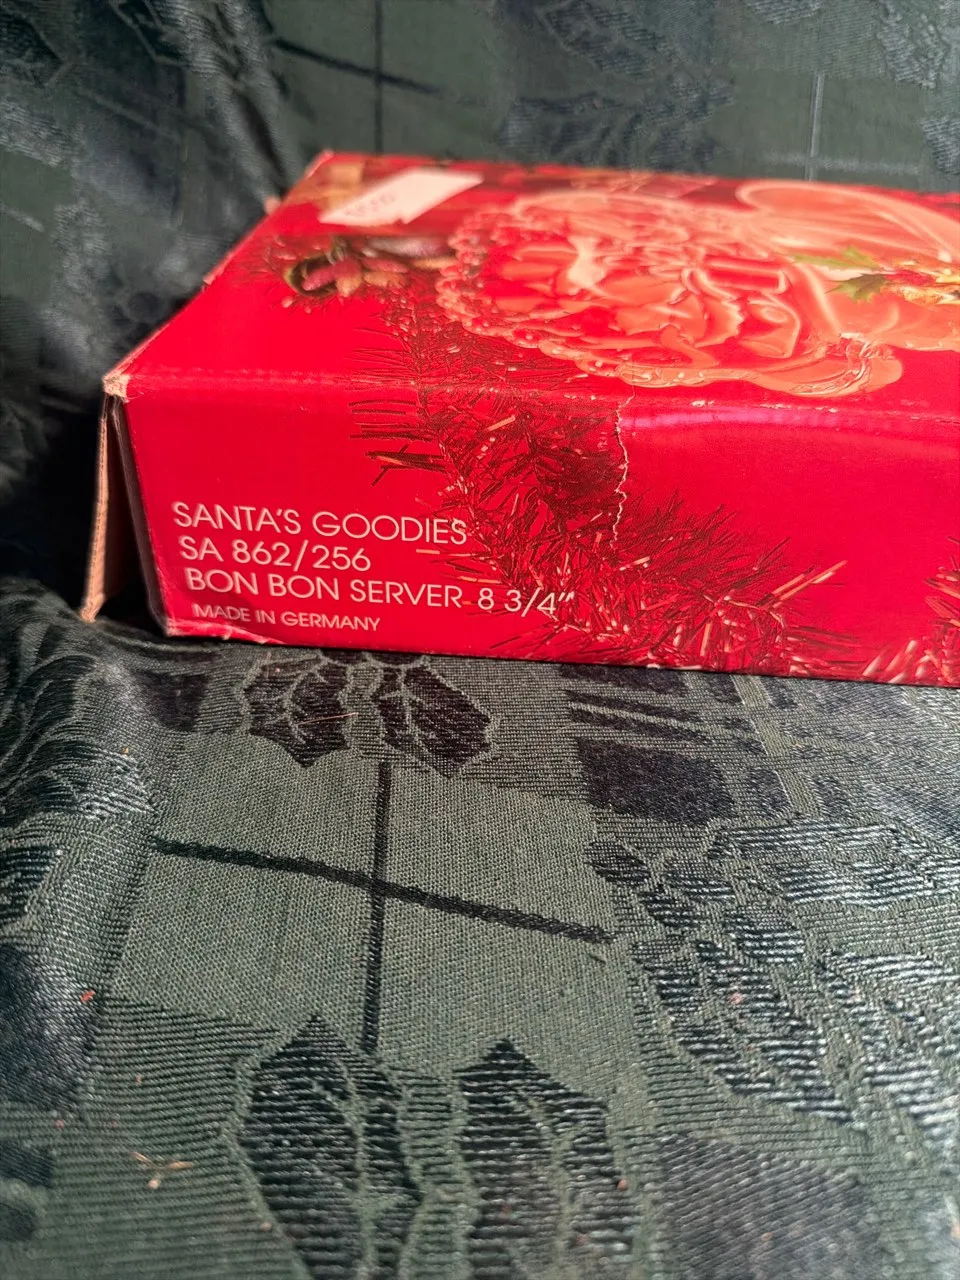 SANTA'S GOODIES
SA 862/256
BON BON SERVER 8 3/4"
MADE IN GERMANY